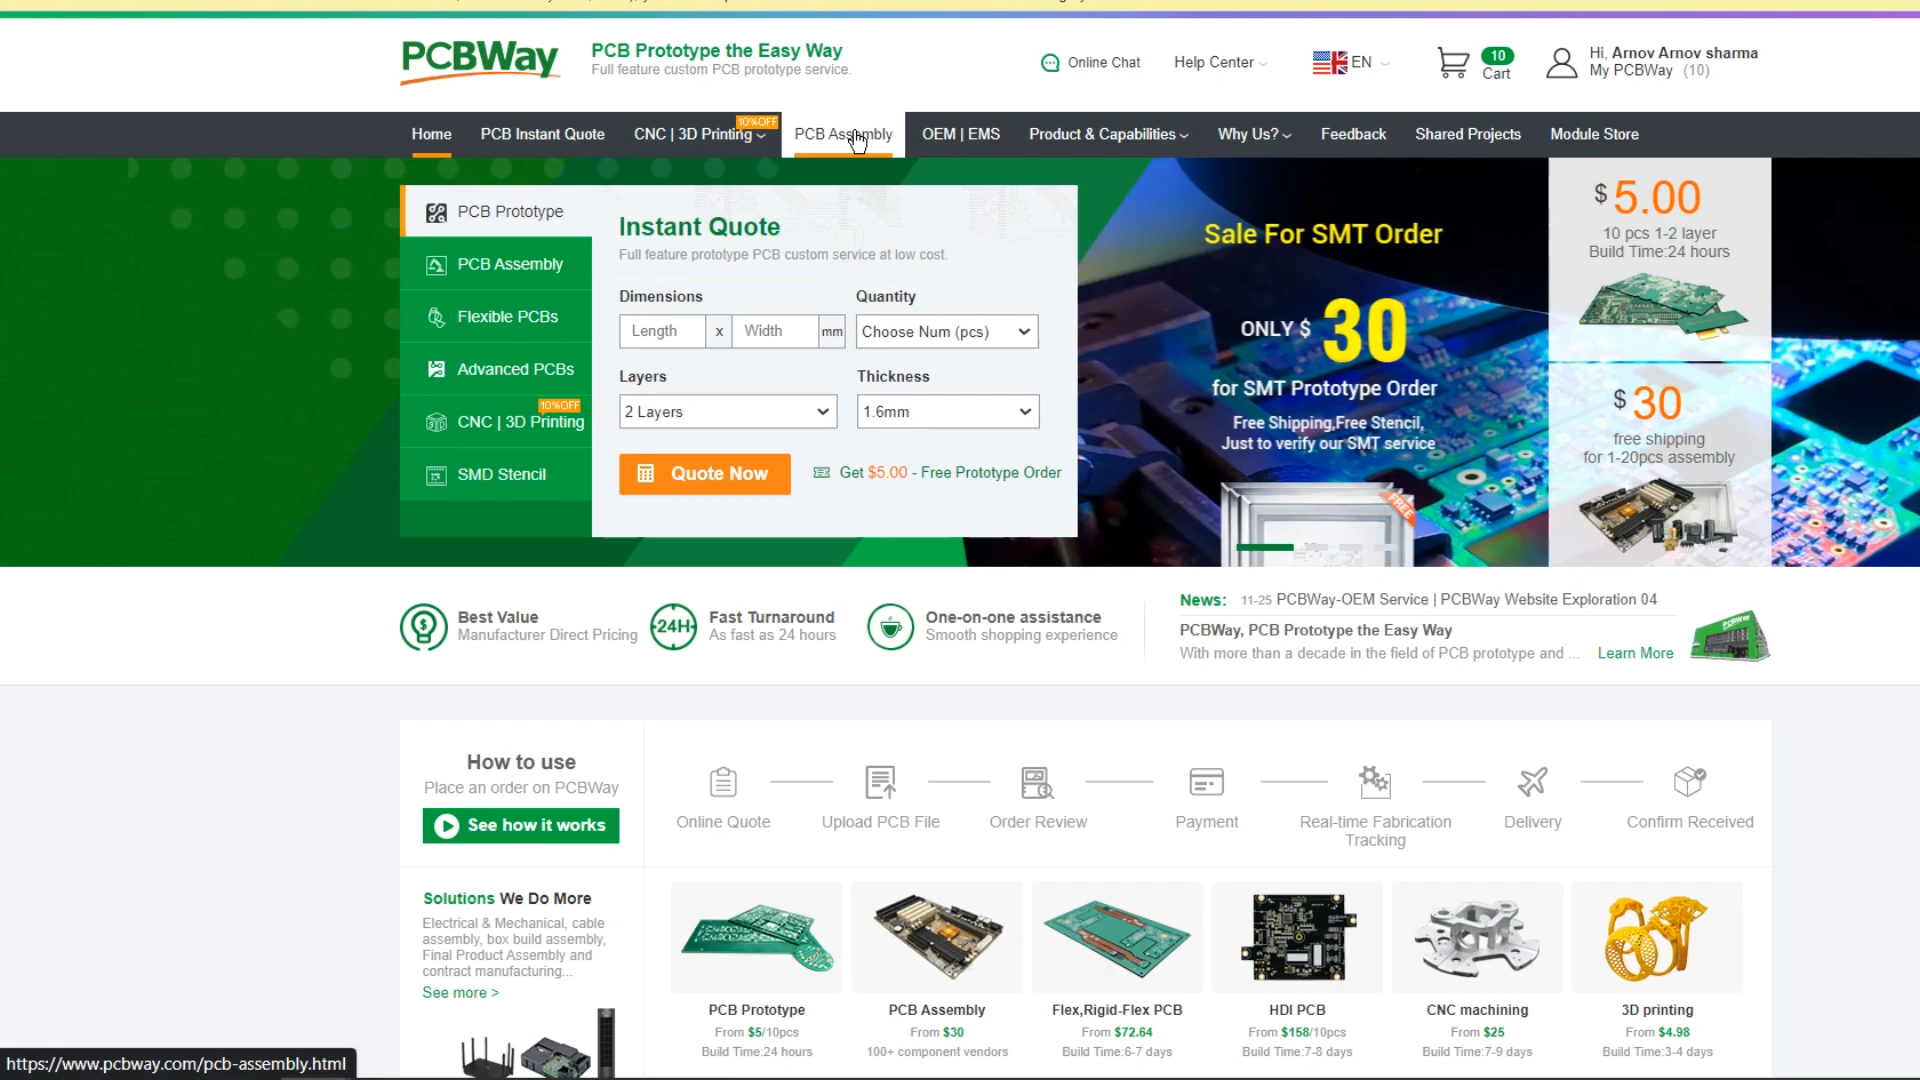 PCBWay
PCB Prototype the Easy Way
Full feature custom PCB prototype service.
Online Chat
Help Center
EN
10
Cart
Hi, Arnov Arnov sharma
My PCBWay (10)
Home
PCB Instant Quote
CNC | 3D Printing
10%OFF
PCB Assembly
OEM | EMS
Product & Capabilities
Why Us?
Feedback
Shared Projects
Module Store
PCB Prototype
PCB Assembly
Flexible PCBs
Advanced PCBs
10%OFF
CNC | 3D Printing
SMD Stencil
Instant Quote
Full feature prototype PCB custom service at low cost.
Dimensions
Quantity
Length x Width mm
Choose Num (pcs)
Layers
Thickness
2 Layers
1.6mm
Quote Now
Get $5.00 - Free Prototype Order
Sale For SMT Order
ONLY $ 30
for SMT Prototype Order
Free Shipping,Free Stencil,
Just to verify our SMT service
FREE
$ 5.00
10 pcs 1-2 layer
Build Time:24 hours
$ 30
free shipping
for 1-20pcs assembly
Best Value
Manufacturer Direct Pricing
24H
Fast Turnaround
As fast as 24 hours
One-on-one assistance
Smooth shopping experience
News: 11-25 PCBWay-OEM Service | PCBWay Website Exploration 04
PCBWay, PCB Prototype the Easy Way
With more than a decade in the field of PCB prototype and ... Learn More
PCBWay
How to use
Place an order on PCBWay
See how it works
Online Quote
Upload PCB File
Order Review
Payment
Real-time Fabrication
Tracking
Delivery
Confirm Received
Solutions We Do More
Electrical & Mechanical, cable
assembly, box build assembly,
Final Product Assembly and
contract manufacturing...
See more >
PCB Prototype
From $5/10pcs
Build Time:24 hours
PCB Assembly
From $30
100+ component vendors
Flex,Rigid-Flex PCB
From $72.64
Build Time:6-7 days
HDI PCB
From $158/10pcs
Build Time:7-8 days
CNC machining
From $25
Build Time:7-9 days
3D printing
From $4.98
Build Time:3-4 days
https://www.pcbway.com/pcb-assembly.html